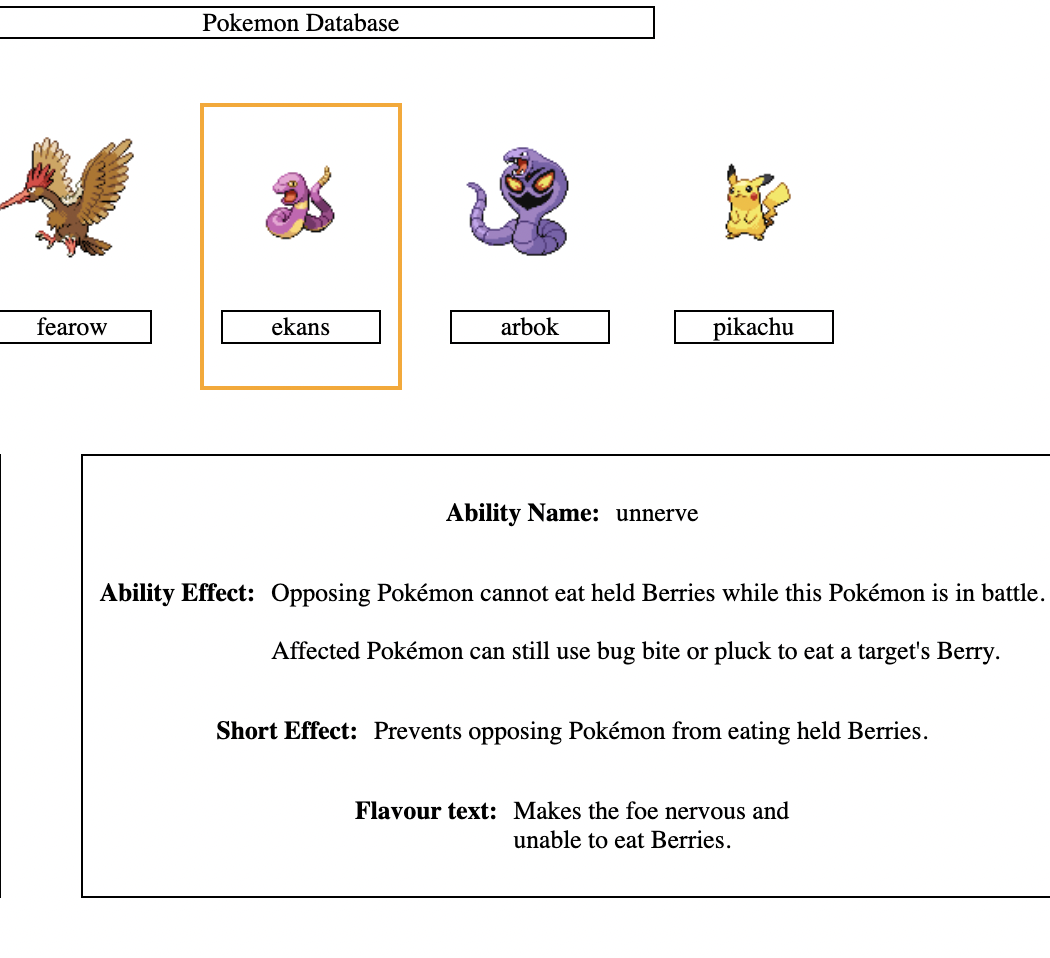 Pokemon Database
fearow
ekans
arbok
pikachu
Ability Name: unnerve
Ability Effect: Opposing Pokémon cannot eat held Berries while this Pokémon is in battle.
Affected Pokémon can still use bug bite or pluck to eat a target's Berry.
Short Effect: Prevents opposing Pokémon from eating held Berries.
Flavour text: Makes the foe nervous and
unable to eat Berries.